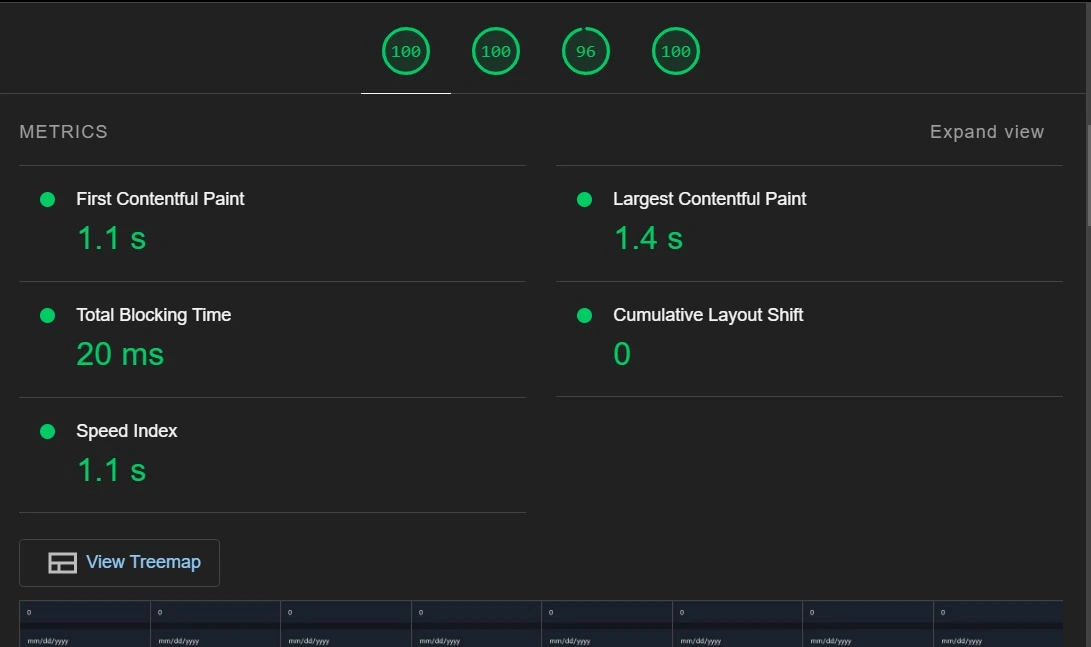 100 100 96 100
METRICS Expand view
First Contentful Paint Largest Contentful Paint
1.1 s 1.4 s
Total Blocking Time Cumulative Layout Shift
20 ms 0
Speed Index
1.1 s
View Treemap
0 0 0 0 0 0 0 0
mm/dd/yyyy mm/dd/yyyy mm/dd/yyyy mm/dd/yyyy mm/dd/yyyy mm/dd/yyyy mm/dd/yyyy mm/dd/yyyy